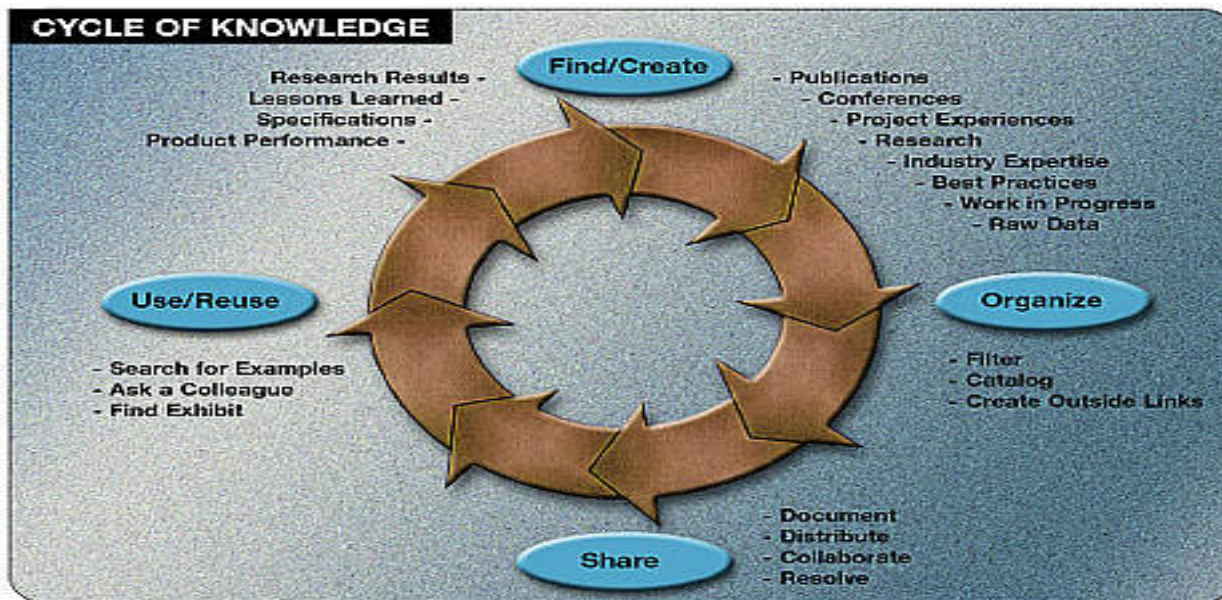 CYCLE OF KNOWLEDGE
Find/Create
Research Results -
Lessons Learned -
Specifications -
Product Performance -
- Publications
- Conferences
- Project Experiences
- Research
- Industry Expertise
- Best Practices
- Work in Progress
- Raw Data
Use/Reuse
- Search for Examples
- Ask a Colleague
- Find Exhibit
Organize
- Filter
- Catalog
- Create Outside Links
Share
- Document
- Distribute
- Collaborate
- Resolve